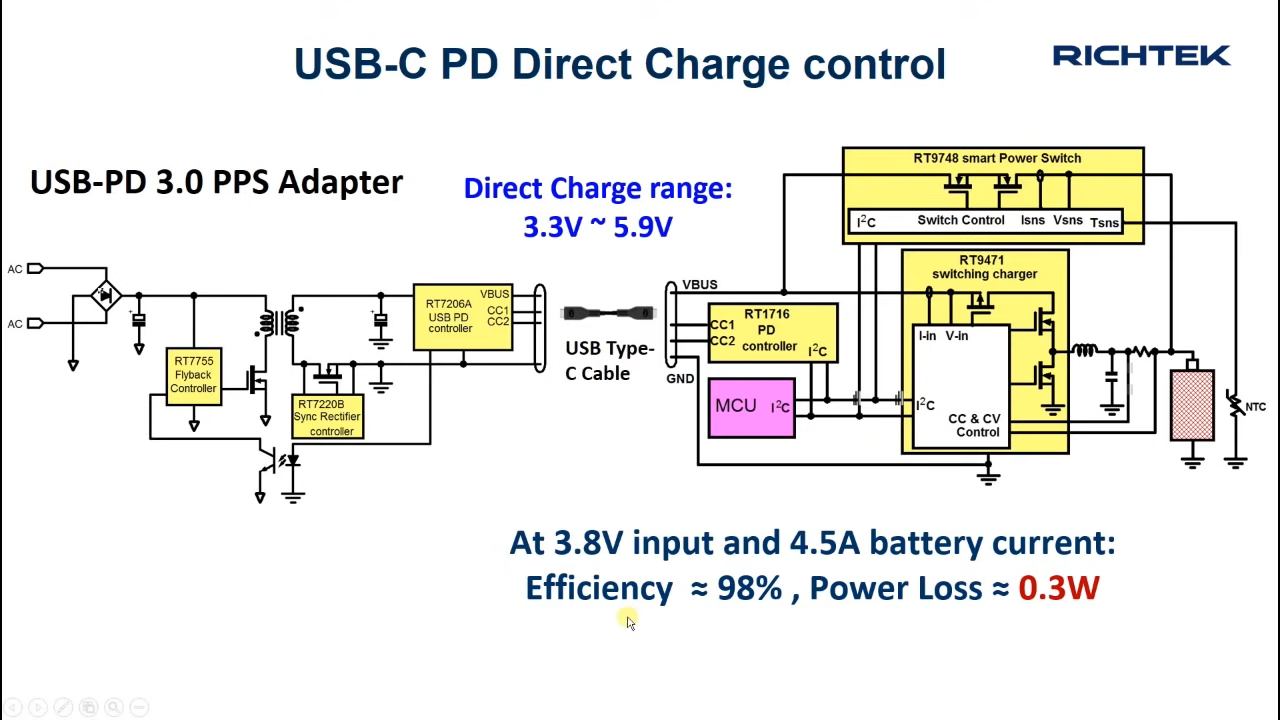 USB-C PD Direct Charge control
RICHTEK
USB-PD 3.0 PPS Adapter
Direct Charge range:
3.3V ~ 5.9V
RT9748 smart Power Switch
I²C Switch Control Isns Vsns Tsns
RT9471
switching charger
I-in V-in
I²C
CC & CV
Control
AC
AC
RT7755
Flyback
Controller
RT7220B
Sync Rectifier
controller
RT7206A
USB PD
controller
VBUS
CC1
CC2
USB Type-
C Cable
VBUS
GND
CC1
CC2
RT1716
PD
controller
I²C
MCU I²C
NTC
At 3.8V input and 4.5A battery current:
Efficiency ≈ 98% , Power Loss ≈ 0.3W